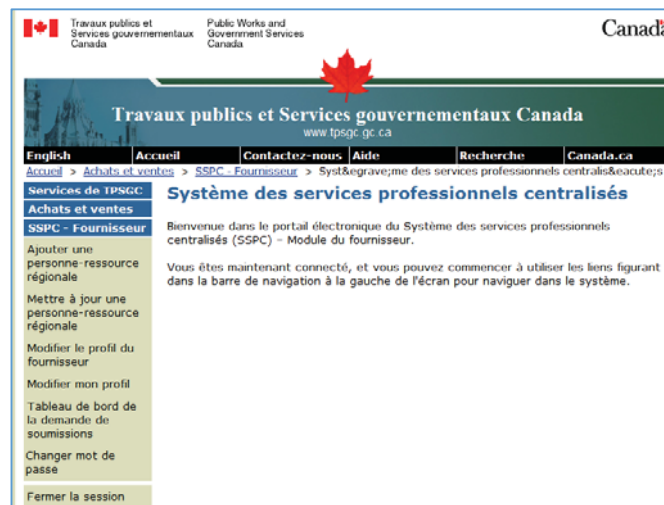 Travaux publics et
Services gouvernementaux
Canada
Public Works and
Government Services
Canada
Canada
Travaux publics et Services gouvernementaux Canada
www.tpsgc.gc.ca
English Accueil Contactez-nous Aide Recherche Canada.ca
Accueil > Achats et ventes > SSPC - Fournisseur > Syst&egrave;me des services professionnels centralis&eacute;s
Services de TPSGC
Achats et ventes
SSPC - Fournisseur
Ajouter une
personne-ressource
régionale
Mettre à jour une
personne-ressource
régionale
Modifier le profil du
fournisseur
Modifier mon profil
Tableau de bord de
la demande de
soumissions
Changer mot de
passe
Fermer la session
Système des services professionnels centralisés
Bienvenue dans le portail électronique du Système des services professionnels
centralisés (SSPC) – Module du fournisseur.
Vous êtes maintenant connecté, et vous pouvez commencer à utiliser les liens figurant
dans la barre de navigation à la gauche de l'écran pour naviguer dans le système.